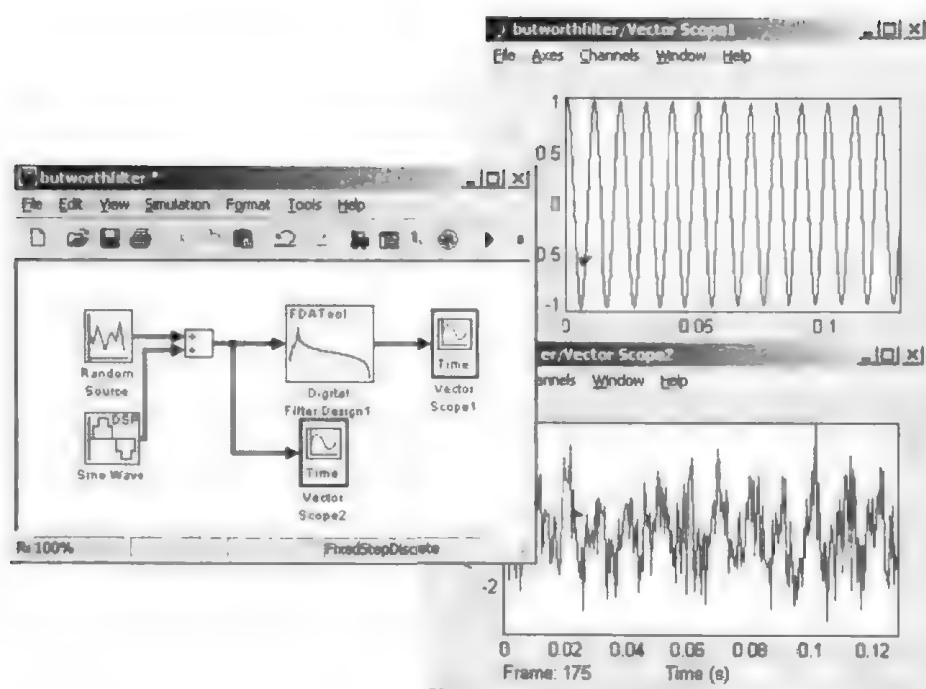 butworthfilter/Vector Scope1
File Axes Channels Window Help
1
0.5
0
0.5
-1
0 0.05 0.1
butworthfilter *
File Edit View Simulation Format Tools Help
FDATool
Random
Source
DSP
Sine Wave
Digital
Filter Design1
Time
Vector
Scope1
Time
Vector
Scope2
100%
FixedStepDiscrete
er/Vector Scope2
annels Window Help
-2
0 0.02 0.04 0.06 0.08 0.1 0.12
Frame: 175 Time (s)